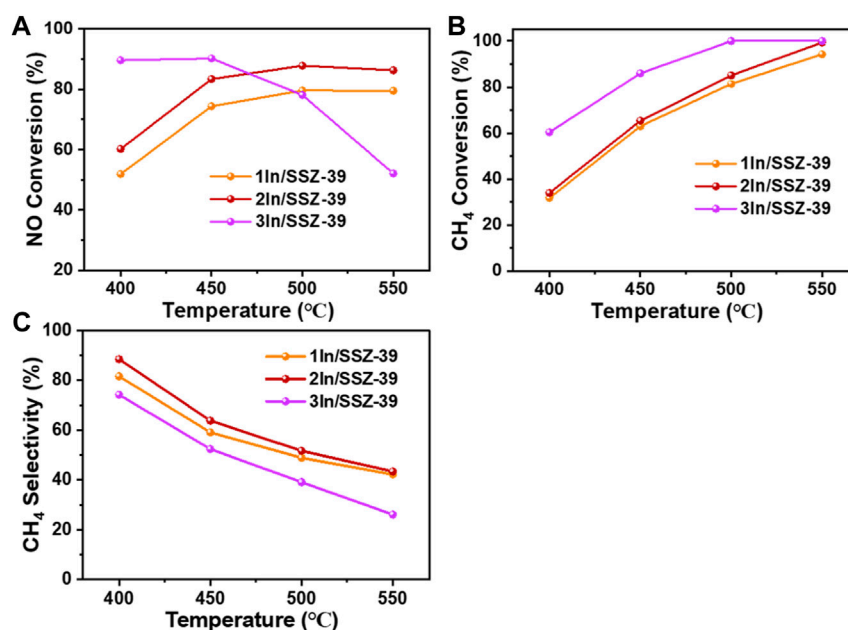 A
NO Conversion (%)
100
80
60
40
20
1In/SSZ-39
2In/SSZ-39
3In/SSZ-39
400
450
500
550
Temperature (°C)
B
CH₄ Conversion (%)
100
80
60
40
20
0
1In/SSZ-39
2In/SSZ-39
3In/SSZ-39
400
450
500
550
Temperature (°C)
C
CH₄ Selectivity (%)
100
80
60
40
20
0
1In/SSZ-39
2In/SSZ-39
3In/SSZ-39
400
450
500
550
Temperature (°C)